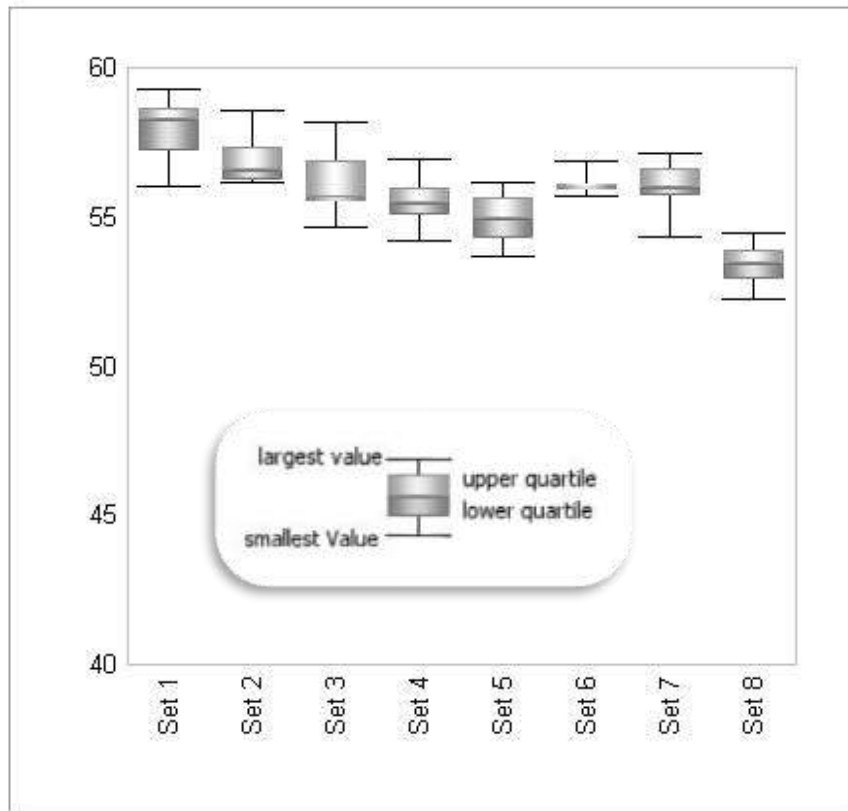 60
55
50
45
40
largest value
upper quartile
lower quartile
smallest Value
Set 1
Set 2
Set 3
Set 4
Set 5
Set 6
Set 7
Set 8